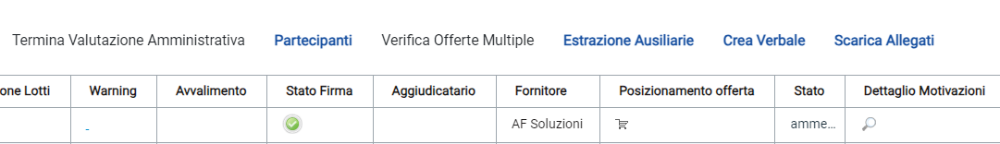 Termina Valutazione Amministrativa Partecipanti Verifica Offerte Multiple Estrazione Ausiliarie Crea Verbale Scarica Allegati
one Lotti Warning Avvalimento Stato Firma Aggiudicatario Fornitore Posizionamento offerta Stato Dettaglio Motivazioni
- AF Soluzioni amme...